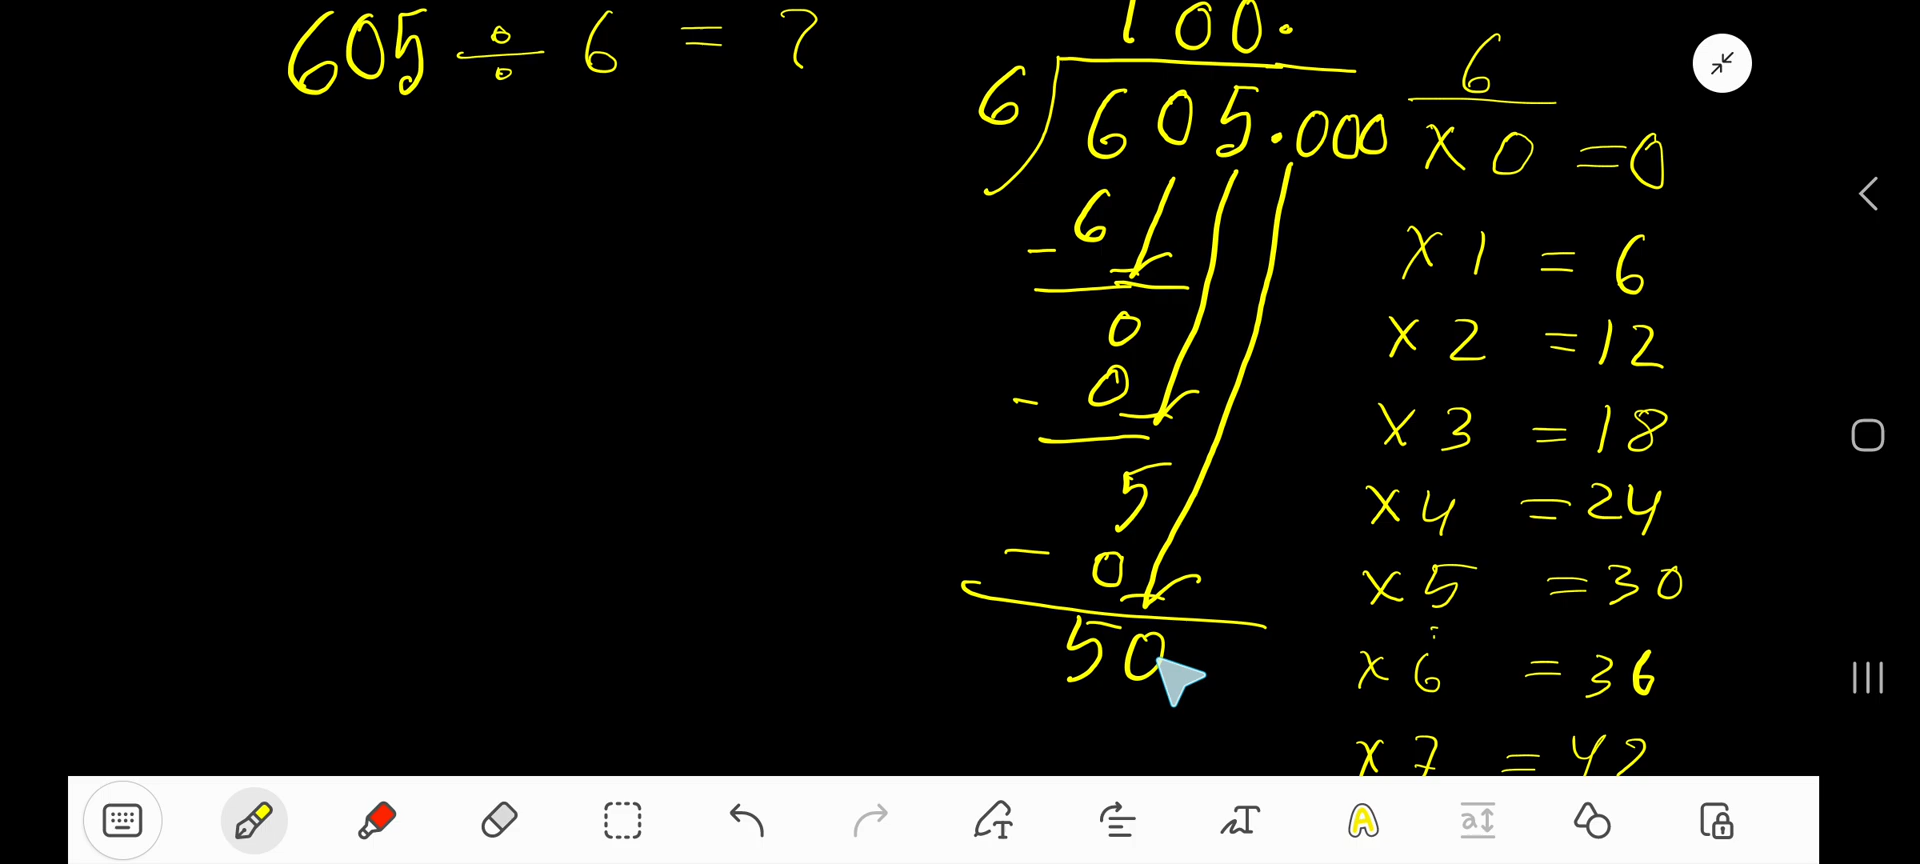 605 ÷ 6 = ?
100.
6 605.000
- 6
0
- 0
5
- 0
50
6
x 0 = 0
x 1 = 6
x 2 = 12
x 3 = 18
x 4 = 24
x 5 = 30
x 6 = 36
x 7 = 42
T T A a